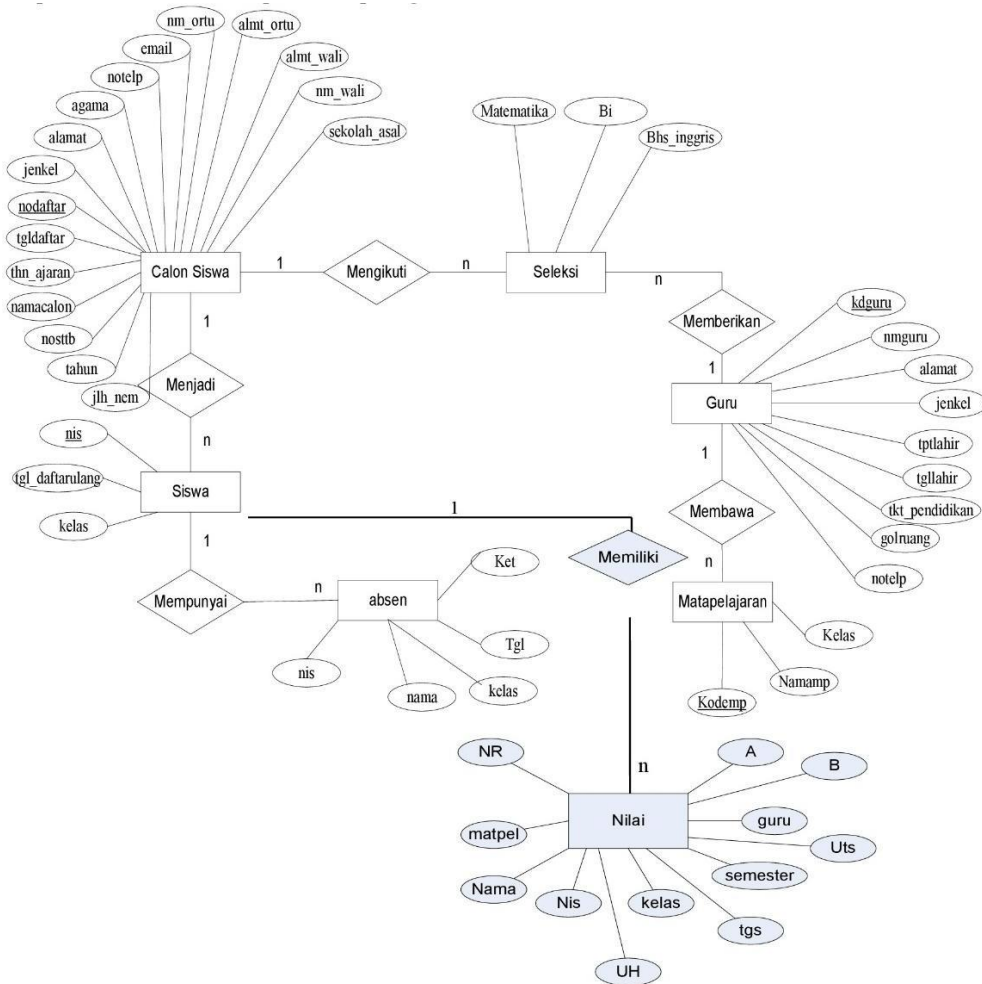 nm_ortu
almt_ortu
email
almt_wali
notelp
nm_wali
agama
sekolah_asal
alamat
jenkel
nodaftar
tgldaftar
thn_ajaran
namacalon
nosttb
tahun
jlh_nem
Calon Siswa
1
Mengikuti
n
Seleksi
Matematika
Bi
Bhs_inggris
n
Memberikan
1
Guru
kdguru
nmguru
alamat
jenkel
tptlahir
tgllahir
tkt_pendidikan
golruang
notelp
1
Membawa
n
Matapelajaran
Kelas
Namamp
Kodemp
1
Menjadi
n
nis
tgl_daftarulang
kelas
Siswa
1
Mempunyai
n
absen
Ket
Tgl
kelas
nama
nis
1
Memiliki
n
Nilai
NR
A
B
matpel
guru
Uts
Nama
Nis
kelas
semester
tgs
UH